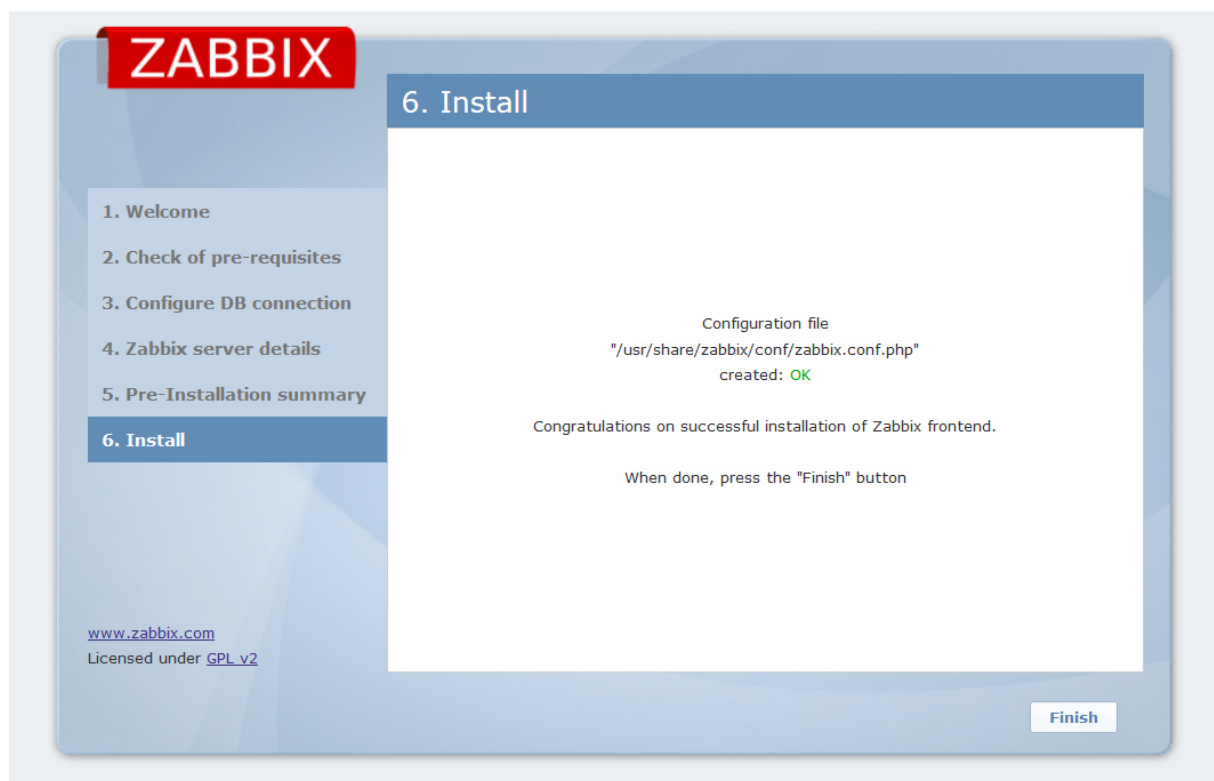 ZABBIX
6. Install
1. Welcome
2. Check of pre-requisites
3. Configure DB connection
4. Zabbix server details
5. Pre-Installation summary
6. Install
Configuration file
"/usr/share/zabbix/conf/zabbix.conf.php"
created: OK
Congratulations on successful installation of Zabbix frontend.
When done, press the "Finish" button
www.zabbix.com
Licensed under GPL v2
Finish